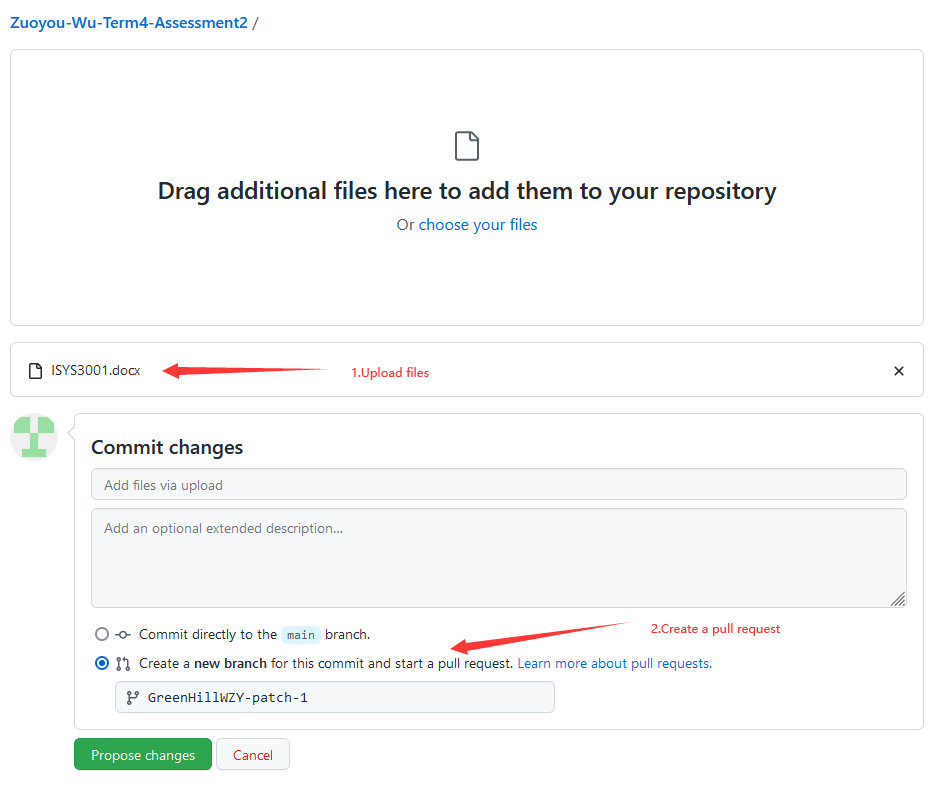 Zuoyou-Wu-Term4-Assessment2 /
Drag additional files here to add them to your repository
Or choose your files
ISYS3001.docx
1.Upload files
Commit changes
Add files via upload
Add an optional extended description...
Commit directly to the main branch.
2.Create a pull request
Create a new branch for this commit and start a pull request. Learn more about pull requests.
GreenHillWZY-patch-1
Propose changes
Cancel